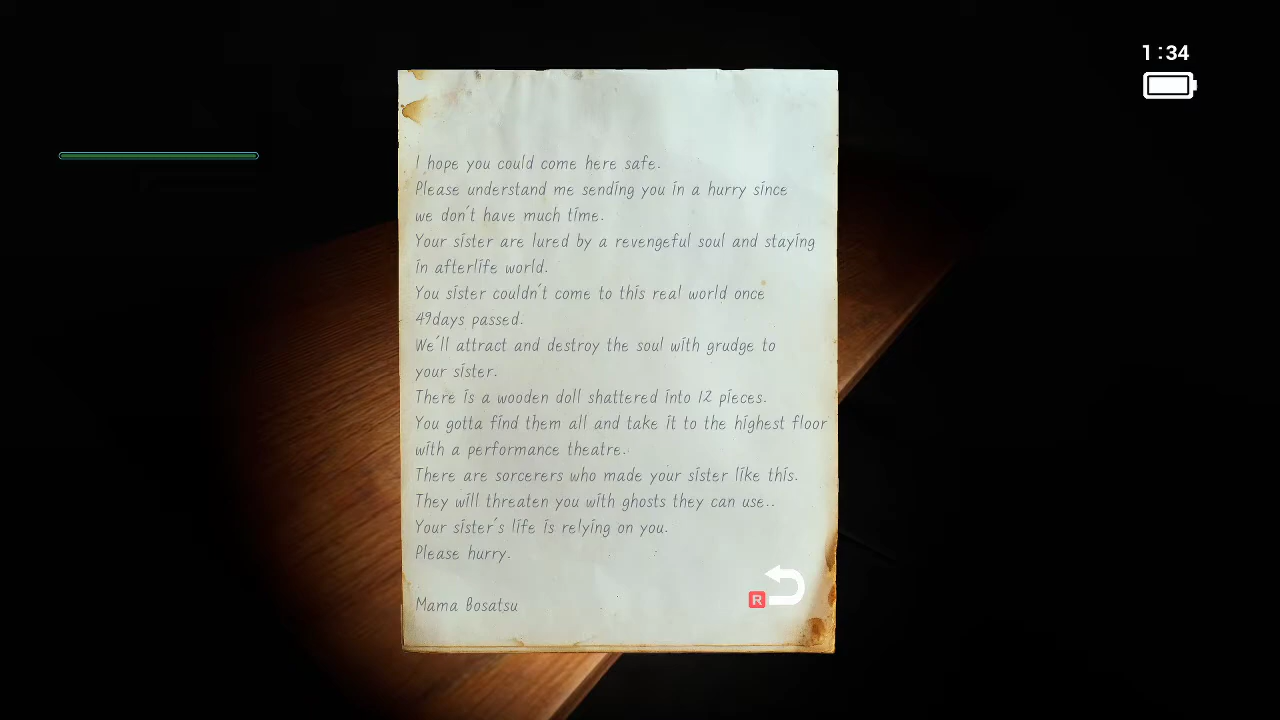 1:34
I hope you could come here safe.
Please understand me sending you in a hurry since
we don't have much time.
Your sister are lured by a revengeful soul and staying
in afterlife world.
You sister couldn't come to this real world once
49days passed.
We'll attract and destroy the soul with grudge to
your sister.
There is a wooden doll shattered into 12 pieces.
You gotta find them all and take it to the highest floor
with a performance theatre.
There are sorcerers who made your sister like this.
They will threaten you with ghosts they can use..
Your sister's life is relying on you.
Please hurry.
R
Mama Bosatsu